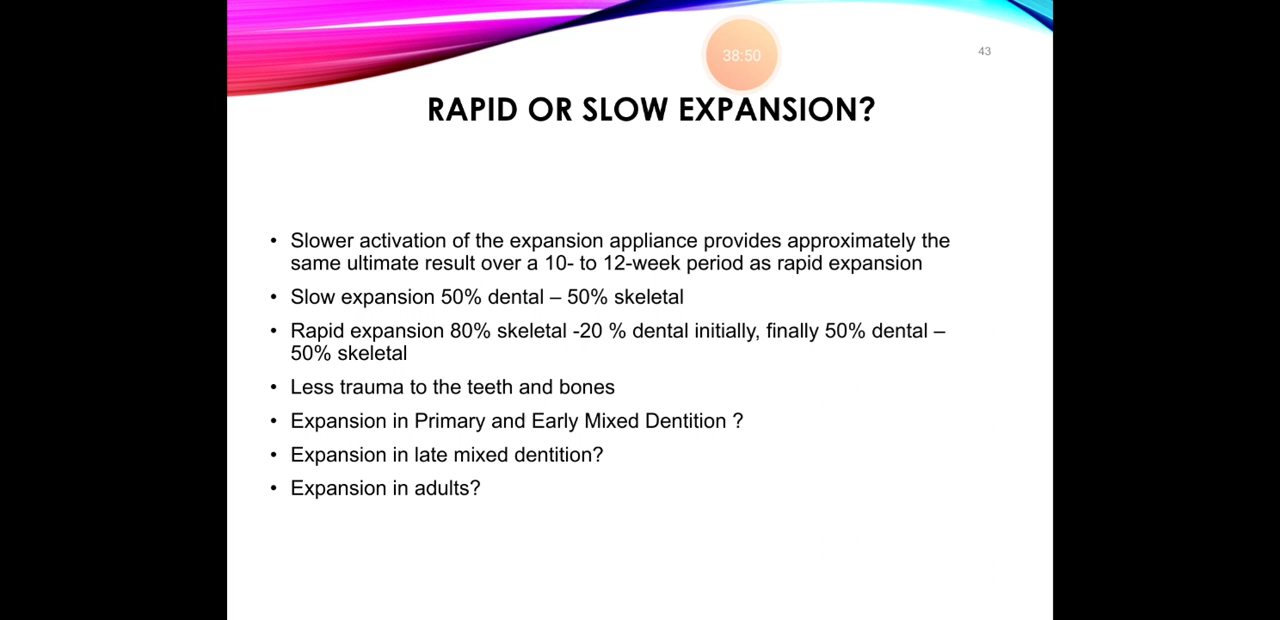 38:50
43
RAPID OR SLOW EXPANSION?
• Slower activation of the expansion appliance provides approximately the
same ultimate result over a 10- to 12-week period as rapid expansion
• Slow expansion 50% dental – 50% skeletal
• Rapid expansion 80% skeletal -20 % dental initially, finally 50% dental –
50% skeletal
• Less trauma to the teeth and bones
• Expansion in Primary and Early Mixed Dentition ?
• Expansion in late mixed dentition?
• Expansion in adults?